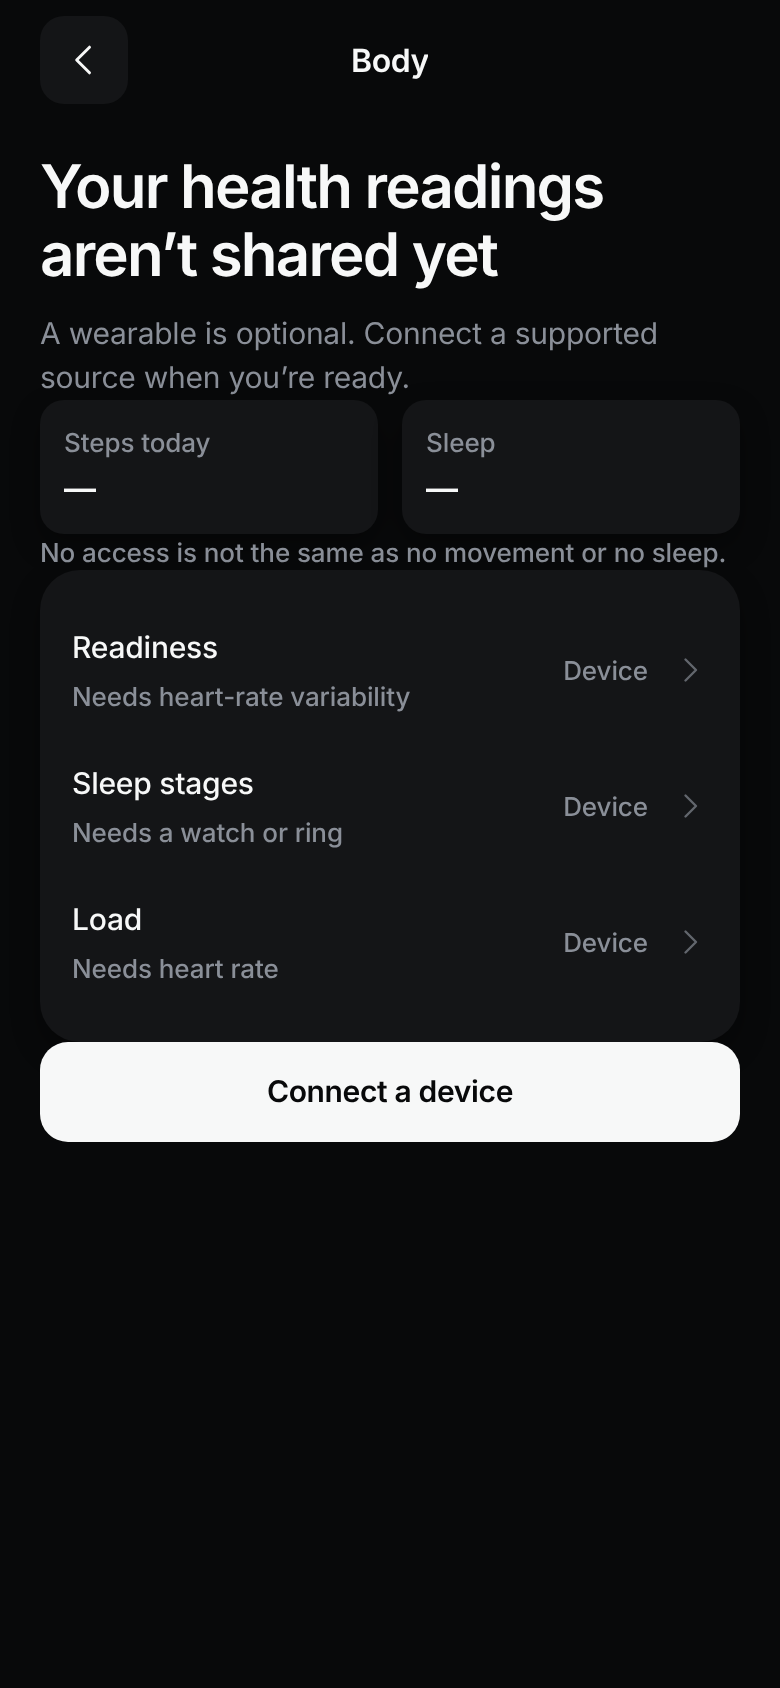 Body
Your health readings
aren’t shared yet
A wearable is optional. Connect a supported
source when you’re ready.
Steps today
—
Sleep
—
No access is not the same as no movement or no sleep.
Readiness
Needs heart-rate variability
Device
Sleep stages
Needs a watch or ring
Device
Load
Needs heart rate
Device
Connect a device